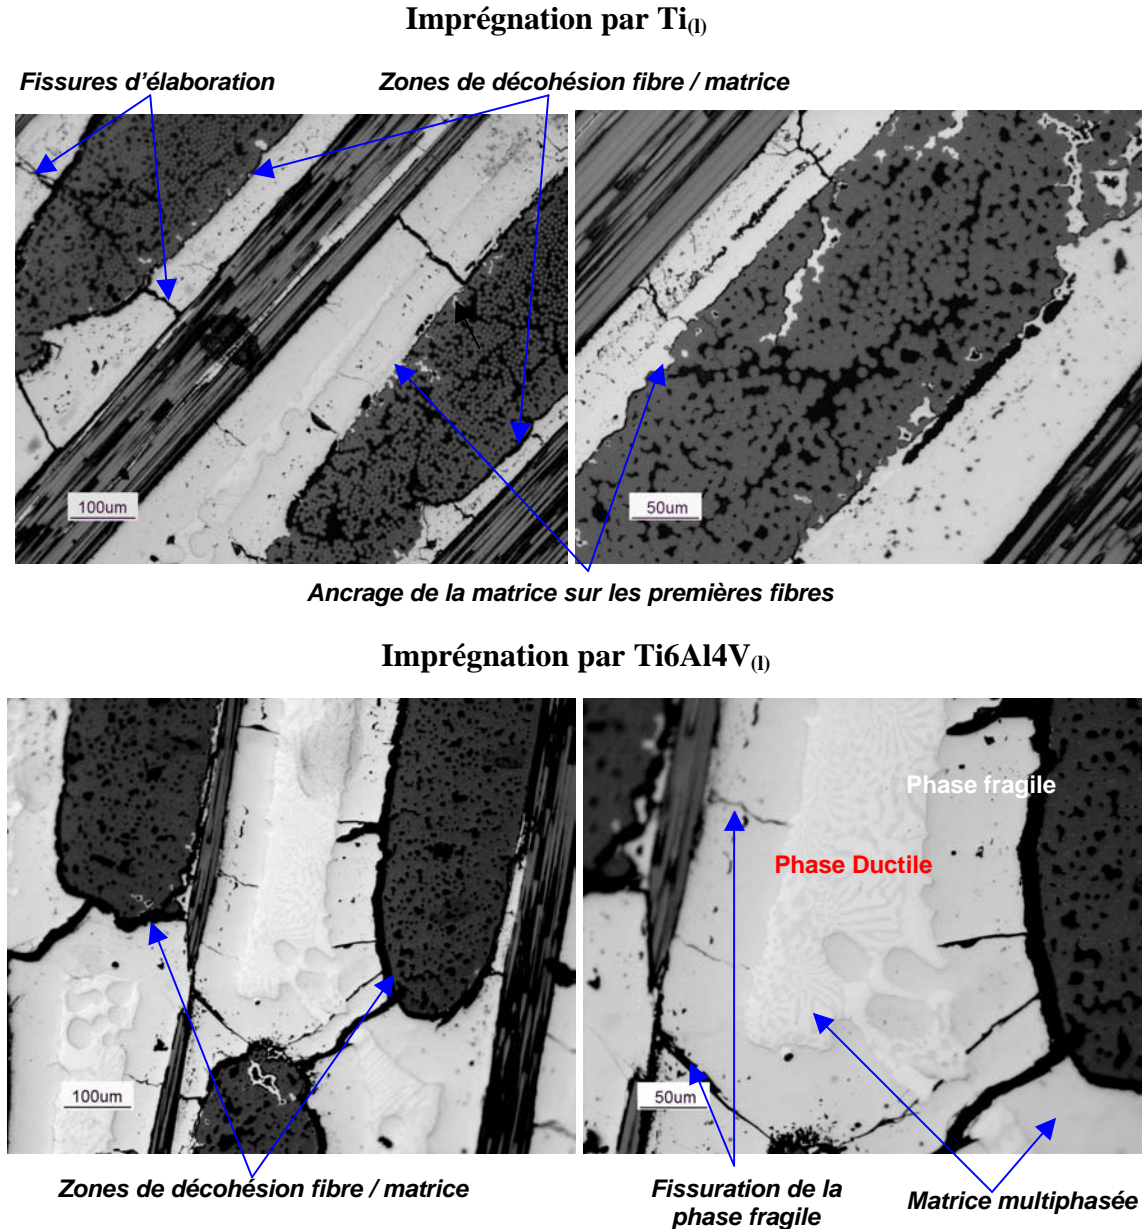 Imprégnation par Ti(l)
Fissures d’élaboration
Zones de décohésion fibre / matrice
100um
50um
Ancrage de la matrice sur les premières fibres
Imprégnation par Ti6Al4V(l)
Phase fragile
Phase Ductile
100um
50um
Zones de décohésion fibre / matrice
Fissuration de la
phase fragile
Matrice multiphasée